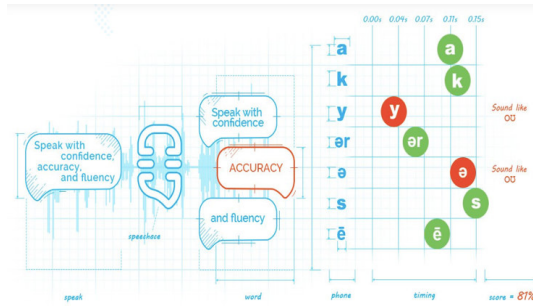 0.00s 0.04s 0.07s 0.11s 0.15s
a a
k k
Speak with
confidence
y y Sound like
ʊ
Speak with
confidence,
accuracy,
and fluency
ər ər
ACCURACY
ə ə Sound like
ʊ
s s
and fluency
ē ē
speechace
speak word phone timing score = 81%